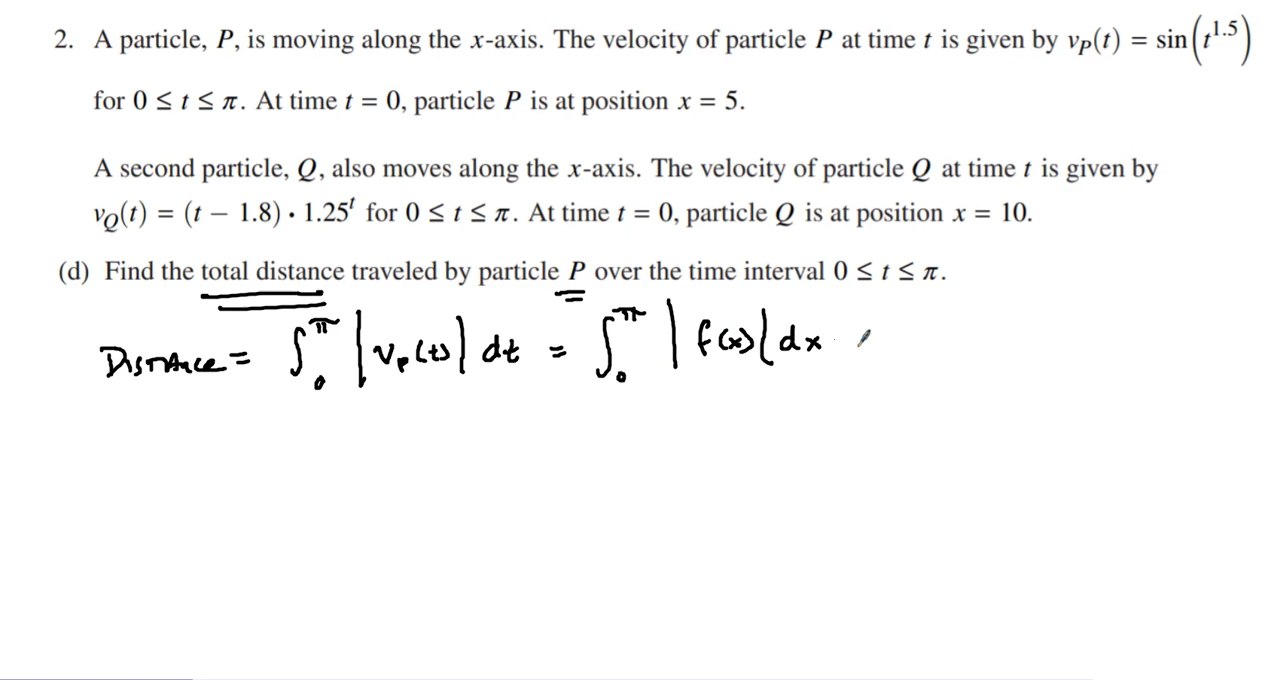 2. A particle, P, is moving along the x-axis. The velocity of particle P at time t is given by v_P(t) = sin(t^1.5)
for 0 ≤ t ≤ π. At time t = 0, particle P is at position x = 5.
A second particle, Q, also moves along the x-axis. The velocity of particle Q at time t is given by
v_Q(t) = (t − 1.8) · 1.25^t for 0 ≤ t ≤ π. At time t = 0, particle Q is at position x = 10.
(d) Find the total distance traveled by particle P over the time interval 0 ≤ t ≤ π.
Distance = ∫_0^π |v_P(t)| dt = ∫_0^π |f(x)| dx